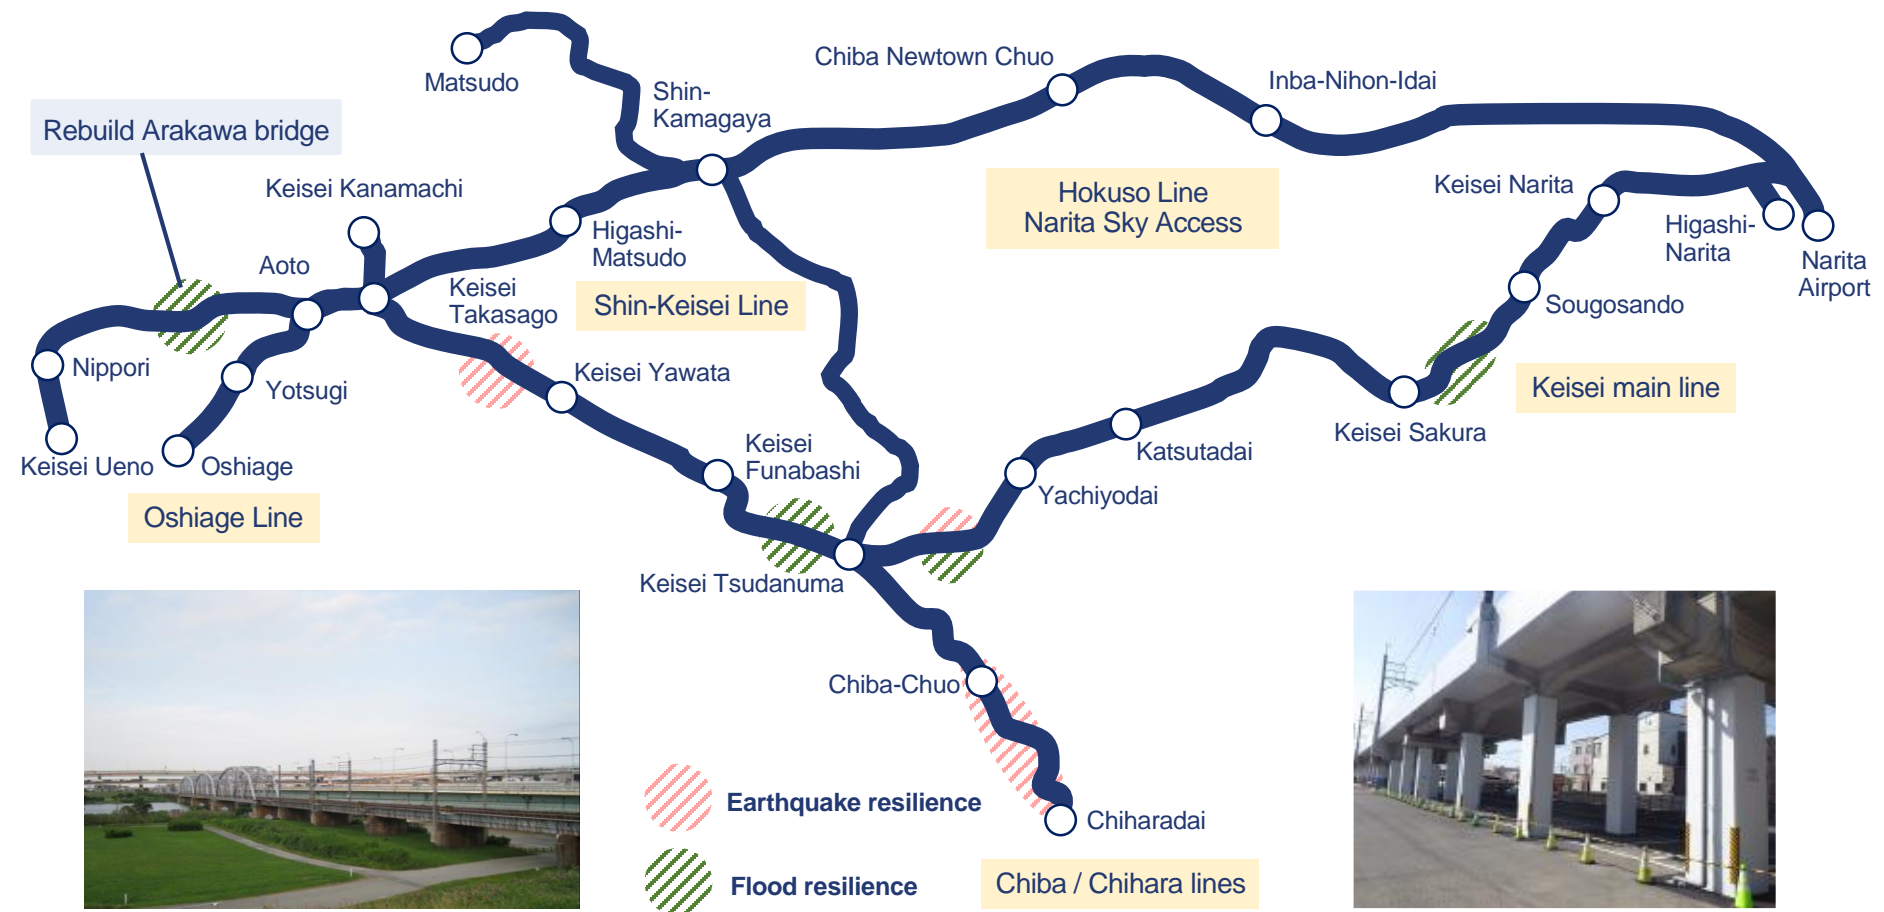 Matsudo
Chiba Newtown Chuo
Inba-Nihon-Idai
Shin-
Kamagaya
Rebuild Arakawa bridge
Keisei Kanamachi
Hokuso Line
Narita Sky Access
Keisei Narita
Higashi-
Narita
Narita
Airport
Higashi-
Matsudo
Aoto
Keisei
Takasago
Shin-Keisei Line
Sougosando
Nippori
Yotsugi
Keisei Yawata
Keisei main line
Keisei Ueno
Oshiage
Keisei
Funabashi
Katsutadai
Keisei Sakura
Yachiyodai
Oshiage Line
Keisei Tsudanuma
Chiba-Chuo
Earthquake resilience
Chiharadai
Flood resilience
Chiba / Chihara lines